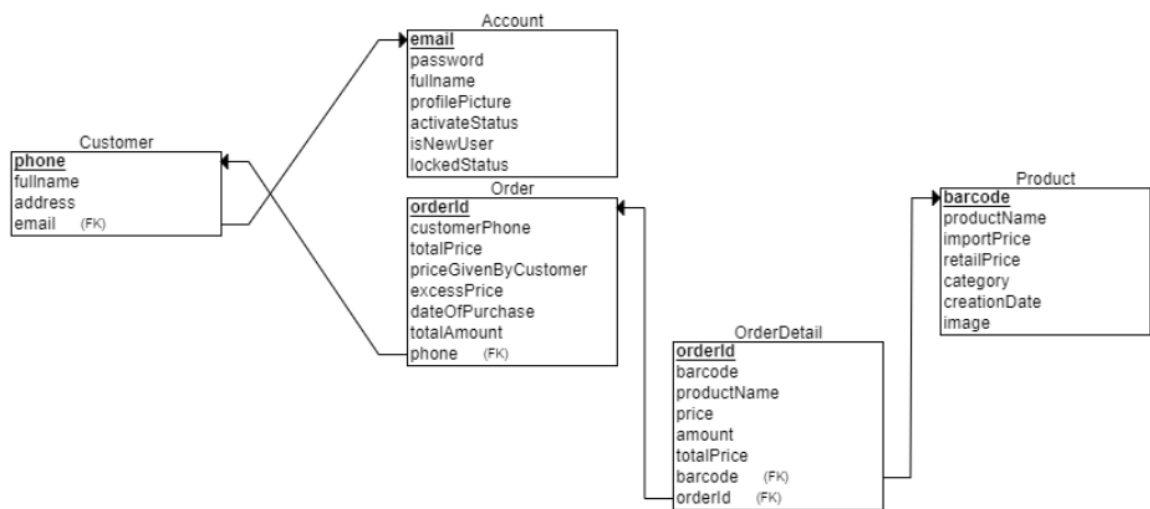 Account
email
password
fullname
profilePicture
activateStatus
isNewUser
lockedStatus
Customer
phone
fullname
address
email (FK)
Order
orderId
customerPhone
totalPrice
priceGivenByCustomer
excessPrice
dateOfPurchase
totalAmount
phone (FK)
OrderDetail
orderId
barcode
productName
price
amount
totalPrice
barcode (FK)
orderId (FK)
Product
barcode
productName
importPrice
retailPrice
category
creationDate
image